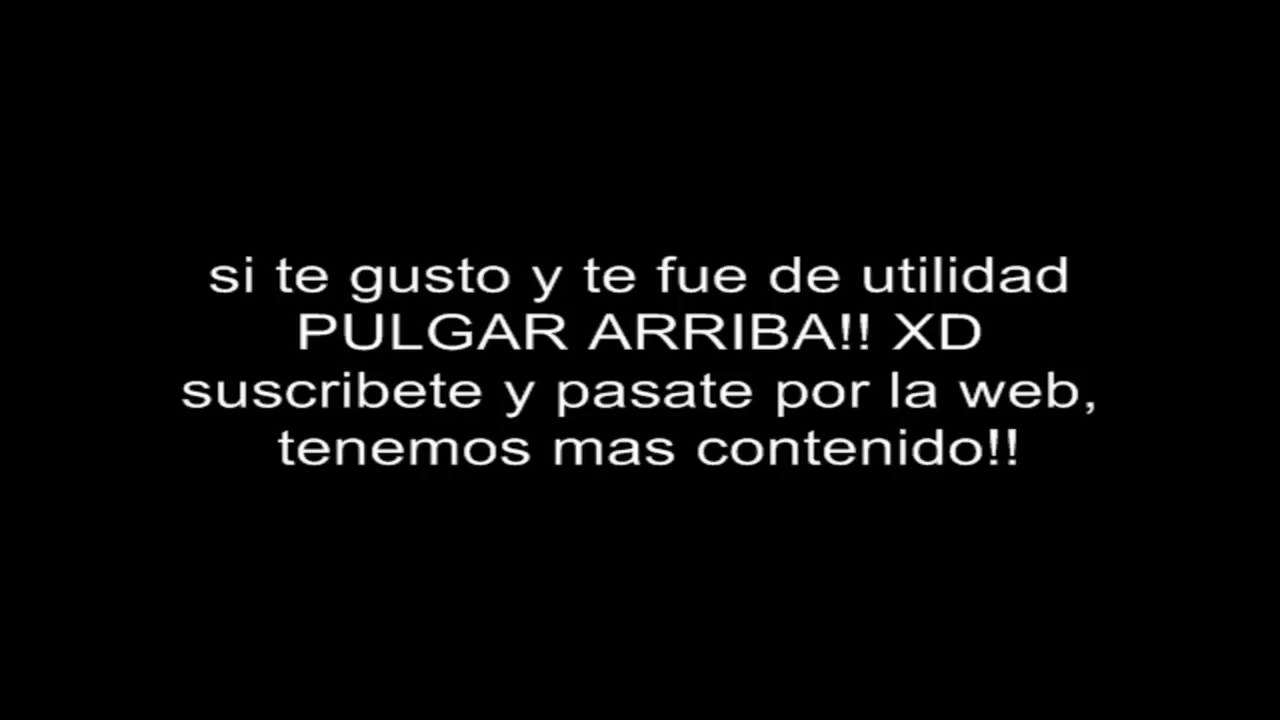 si te gusto y te fue de utilidad
PULGAR ARRIBA!! XD
suscribete y pasate por la web,
tenemos mas contenido!!